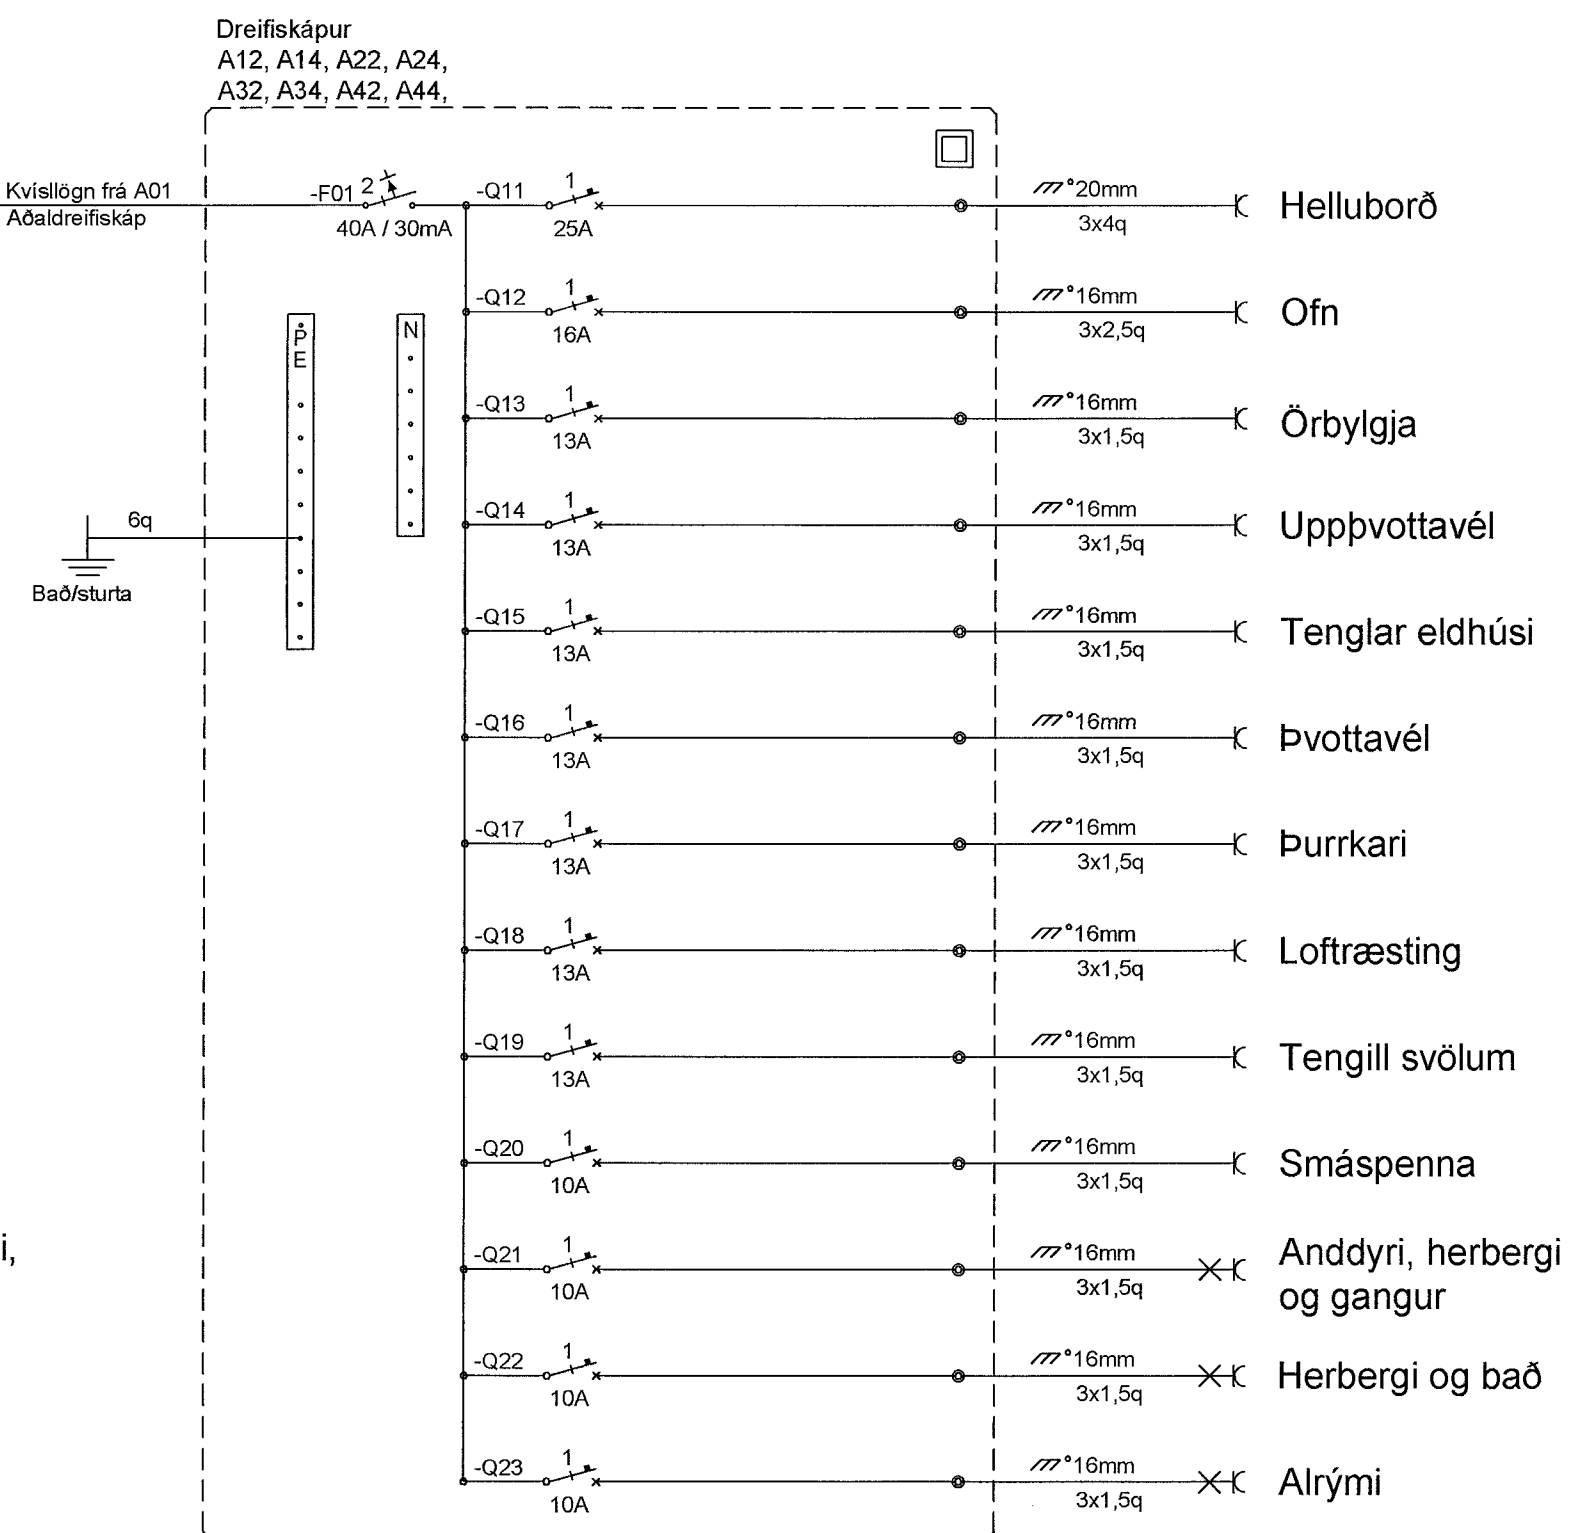 Dreifiskápur
A12, A14, A22, A24,
A32, A34, A42, A44,
Kvísllögn frá A01
Aðaldreifiskáp
-F01
2
40A / 30mA
-Q11
1
25A
20mm
3x4q
Helluborð
-Q12
1
16A
16mm
3x2,5q
Ofn
PE
N
-Q13
1
13A
16mm
3x1,5q
Örbylgja
-Q14
1
13A
16mm
3x1,5q
Uppþvottavél
6q
Bað/sturta
-Q15
1
13A
16mm
3x1,5q
Tenglar eldhúsi
-Q16
1
13A
16mm
3x1,5q
Þvottavél
-Q17
1
13A
16mm
3x1,5q
Þurrkari
-Q18
1
13A
16mm
3x1,5q
Loftræsting
-Q19
1
13A
16mm
3x1,5q
Tengill svölum
-Q20
1
10A
16mm
3x1,5q
Smáspenna
i,
-Q21
1
10A
16mm
3x1,5q
Anddyri, herbergi
og gangur
-Q22
1
10A
16mm
3x1,5q
Herbergi og bað
-Q23
1
10A
16mm
3x1,5q
Alrými